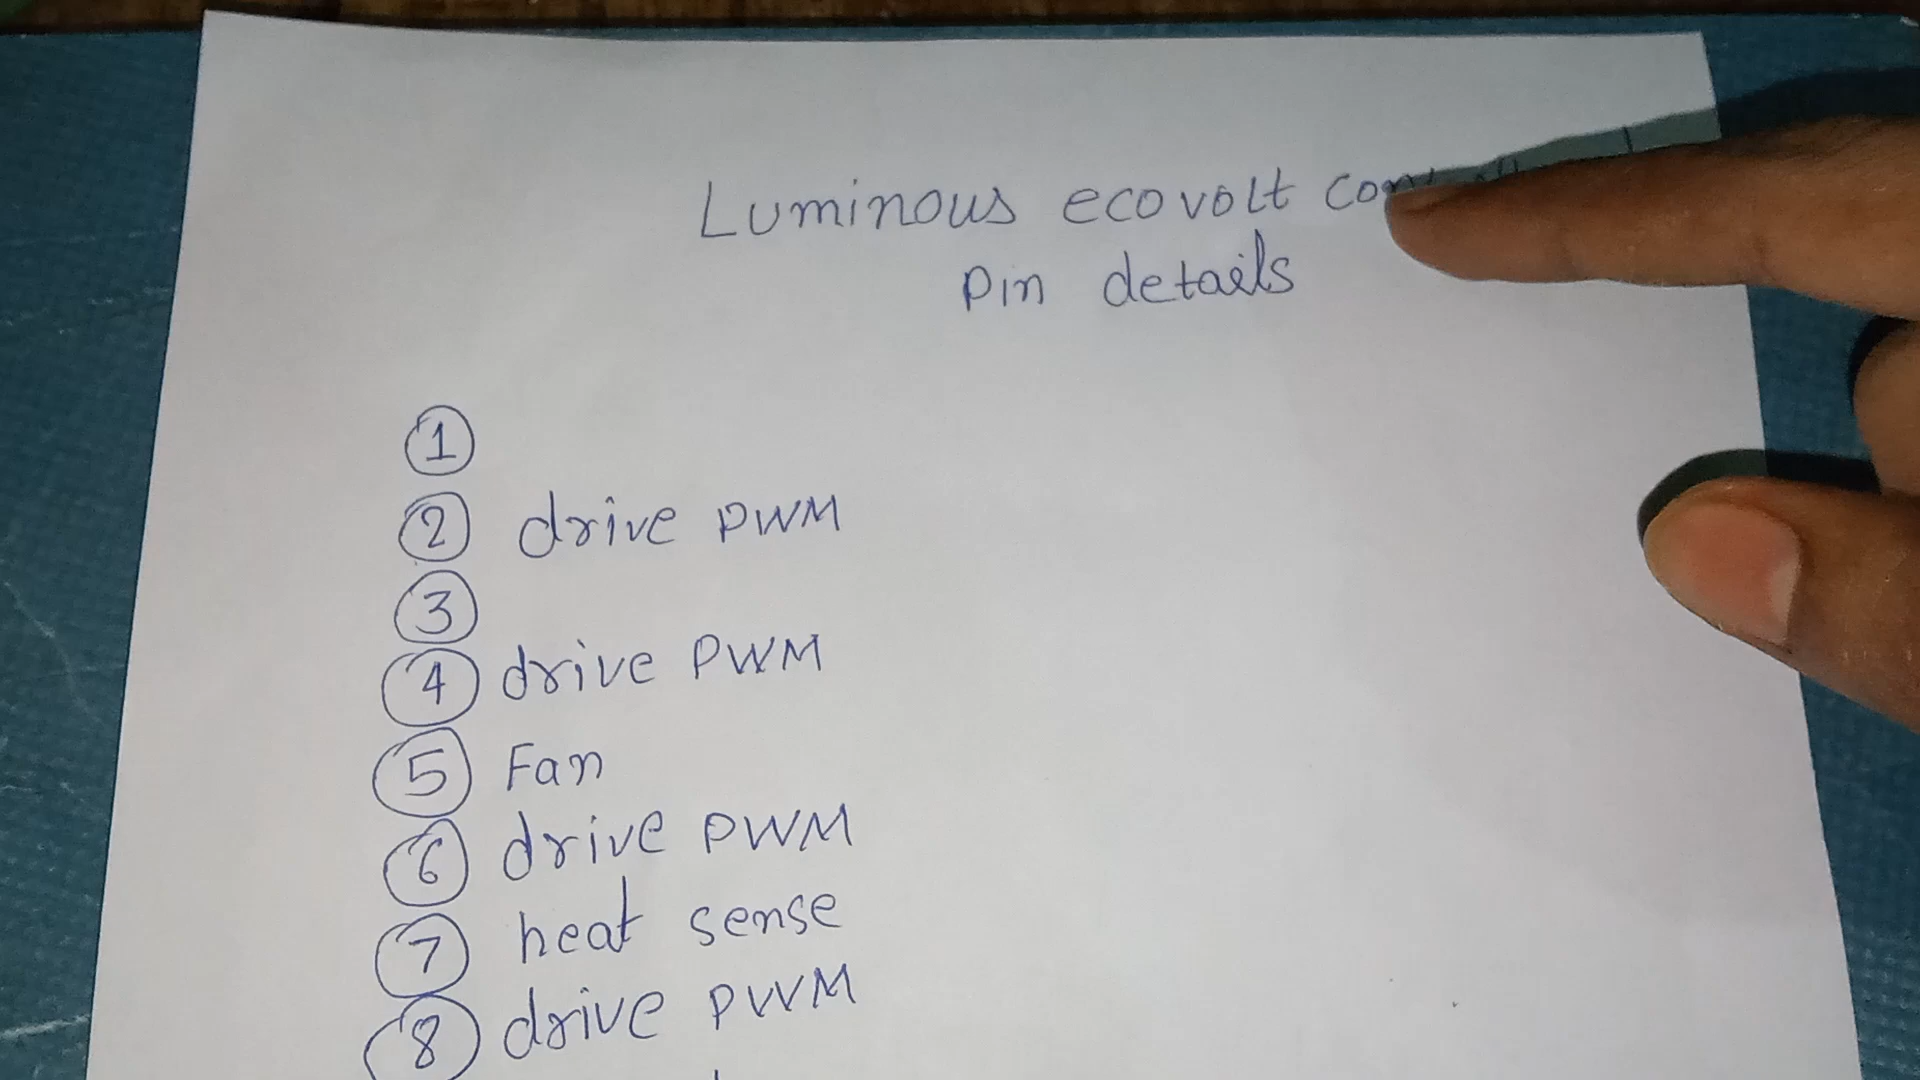 Luminous ecovolt
Pin details
1
2 drive PWM
3
4 drive PWM
5 Fan
6 drive PWM
7 heat sense
8 drive PWM